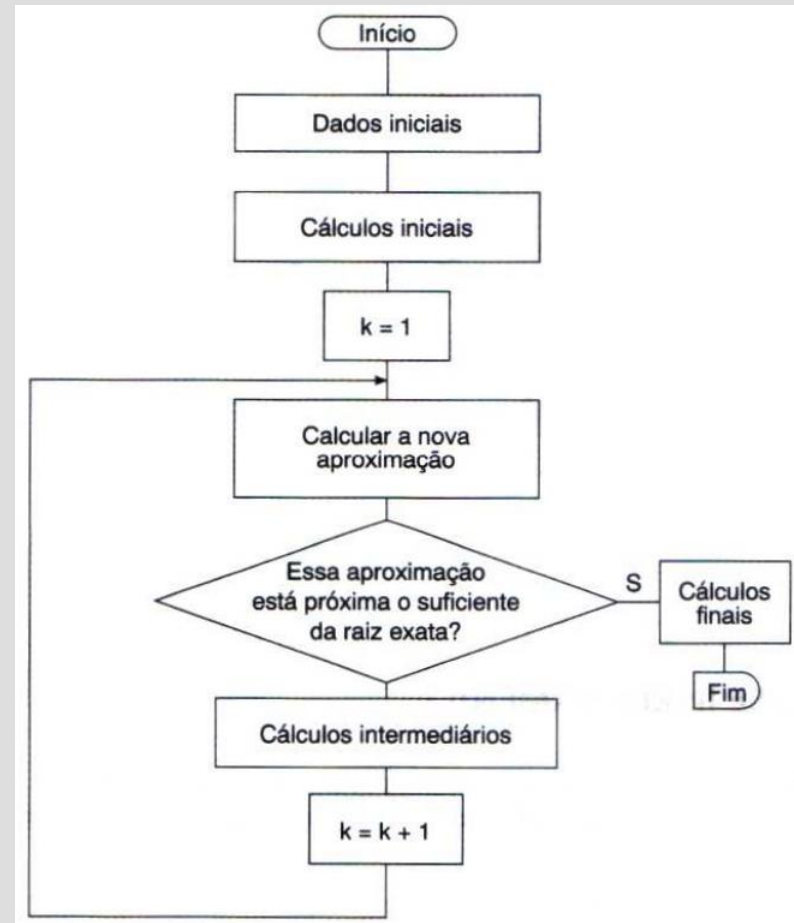 Início
Dados iniciais
Cálculos iniciais
k = 1
Calcular a nova
aproximação
Essa aproximação
está próxima o suficiente
da raiz exata?
S
Cálculos
finais
Fim
Cálculos intermediários
k = k + 1